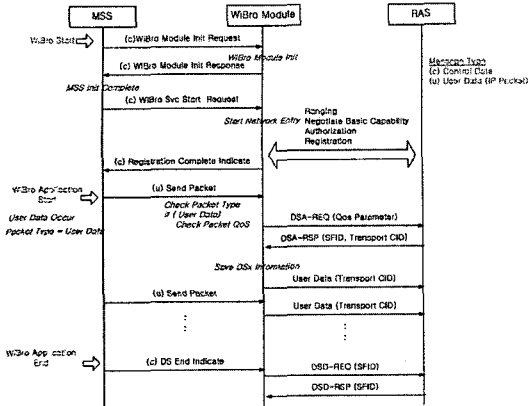 MSS
WiBro Module
RAS
WiBro Start
(c)WiBro Module Init Request
WiBro Module Init
(c) WiBro Module Init Response
Message Type
(c) Control Data
(u) User Data (IP Packet)
MSS Init Complete
(c) WiBro Svc Start Request
Start Network Entry
Ranging
Negotiate Basic Capability
Authorization
Registration
(c) Registration Complete Indicate
WiBro Application
Start
(u) Send Packet
Check Packet Type
if (User Data)
Check Packet QoS
User Data Occur
Packet Type = User Data
DSA-REQ (Qos Parameter)
DSA-RSP (SFID, Transport CID)
Save DSx Information
User Data (Transport CID)
(u) Send Packet
User Data (Transport CID)
WiBro Application
End
(c) DS End Indicate
DSD-REQ (SFID)
DSD-RSP (SFID)